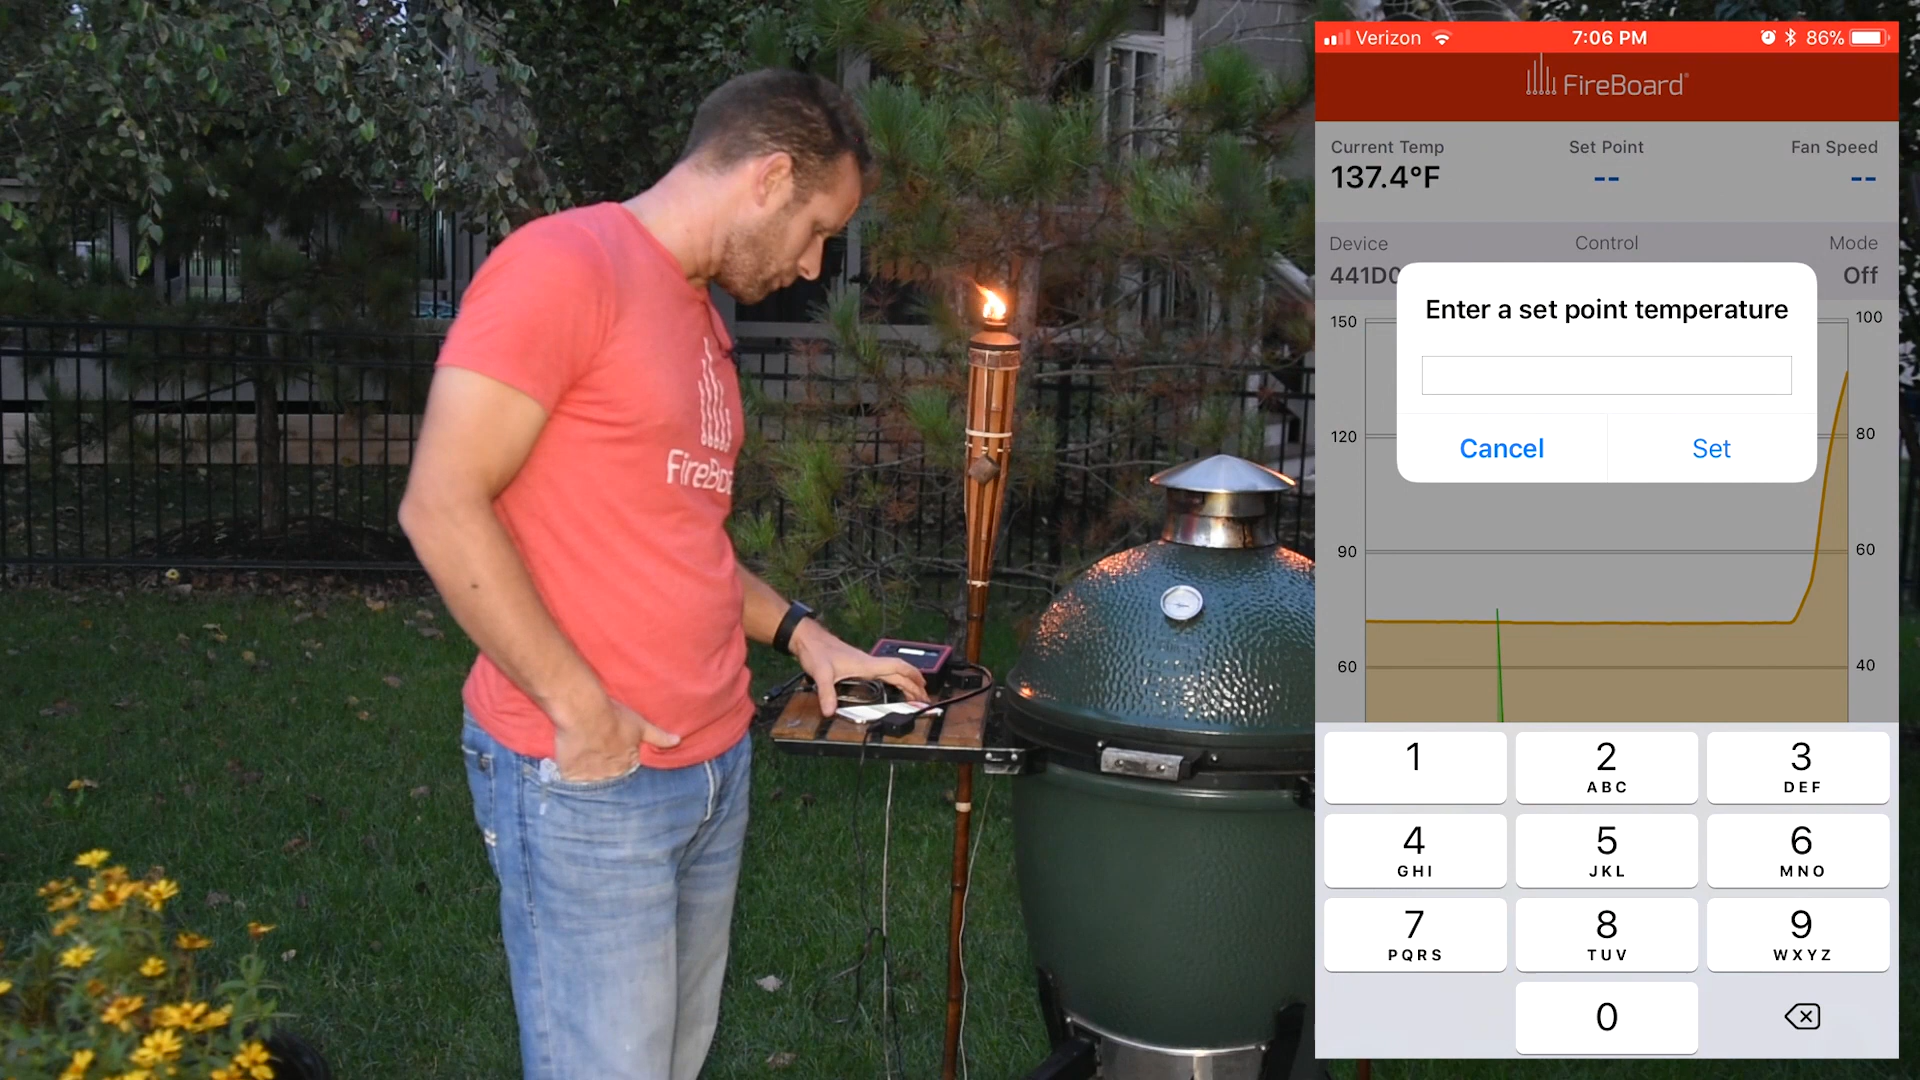 Verizon 7:06 PM 86%
FireBoard
Current Temp Set Point Fan Speed
137.4°F -- --
Device Control Mode
441D0 Off
Enter a set point temperature
Cancel Set
150 100
120 80
90 60
60 40
1 2 3
ABC DEF
4 5 6
GHI JKL MNO
7 8 9
PQRS TUV WXYZ
0
FireBoa